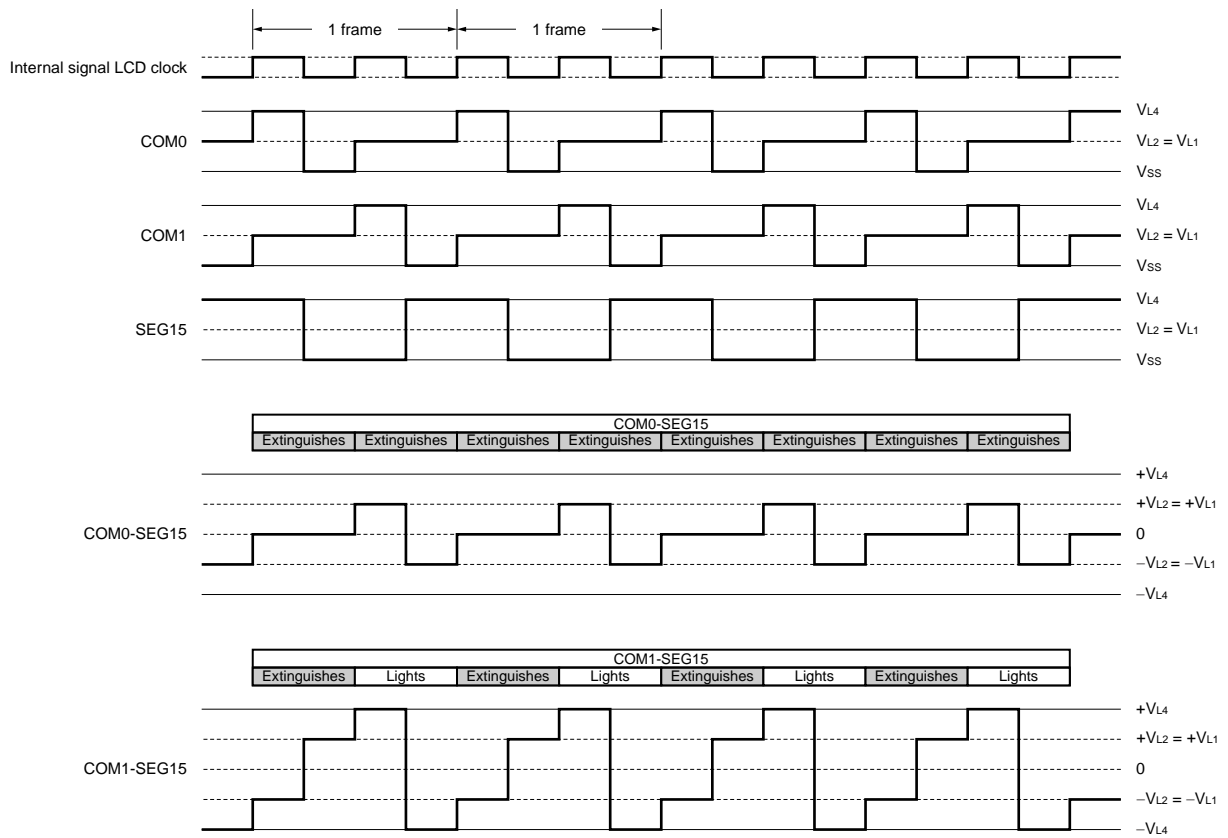 1 frame 1 frame
Internal signal LCD clock
VL4
COM0 VL2 = VL1
VSS
VL4
COM1 VL2 = VL1
VSS
VL4
SEG15 VL2 = VL1
VSS
COM0-SEG15
Extinguishes Extinguishes Extinguishes Extinguishes Extinguishes Extinguishes Extinguishes Extinguishes
+VL4
+VL2 = +VL1
COM0-SEG15 0
−VL2 = −VL1
−VL4
COM1-SEG15
Extinguishes Lights Extinguishes Lights Extinguishes Lights Extinguishes Lights
+VL4
+VL2 = +VL1
COM1-SEG15 0
−VL2 = −VL1
−VL4